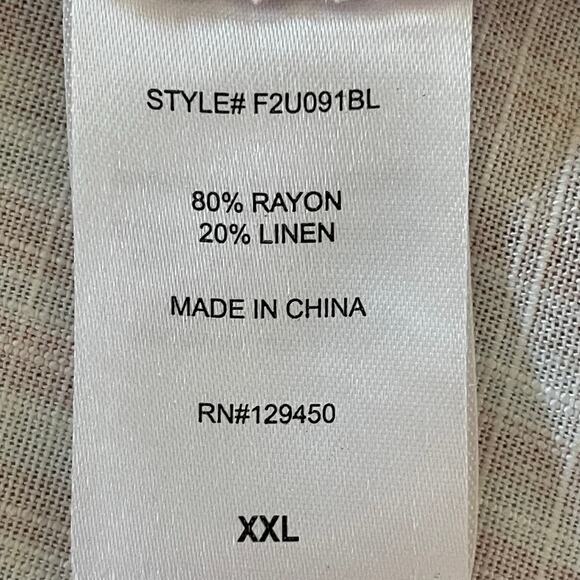 STYLE# F2U091BL
80% RAYON
20% LINEN
MADE IN CHINA
RN#129450
XXL